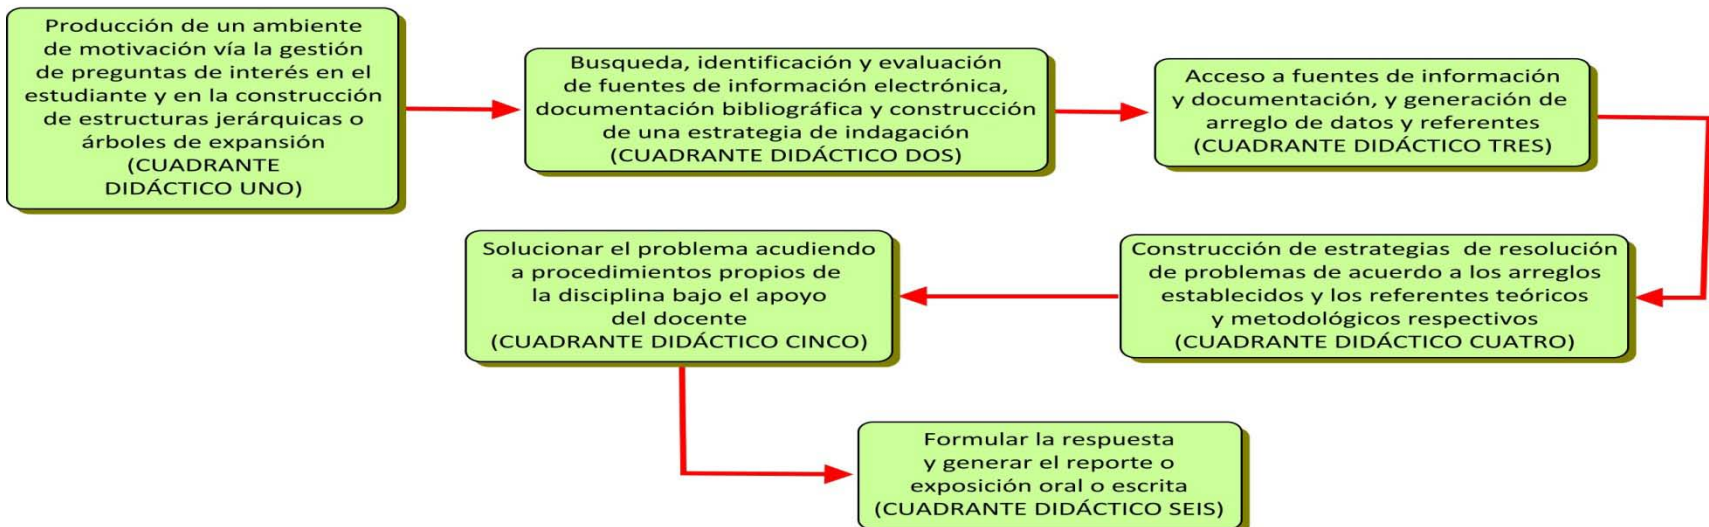 Producción de un ambiente
de motivación vía la gestión
de preguntas de interés en el
estudiante y en la construcción
de estructuras jerárquicas o
árboles de expansión
(CUADRANTE
DIDÁCTICO UNO)
Busqueda, identificación y evaluación
de fuentes de información electrónica,
documentación bibliográfica y construcción
de una estrategia de indagación
(CUADRANTE DIDÁCTICO DOS)
Acceso a fuentes de información
y documentación, y generación de
arreglo de datos y referentes
(CUADRANTE DIDÁCTICO TRES)
Construcción de estrategias de resolución
de problemas de acuerdo a los arreglos
establecidos y los referentes teóricos
y metodológicos respectivos
(CUADRANTE DIDÁCTICO CUATRO)
Solucionar el problema acudiendo
a procedimientos propios de
la disciplina bajo el apoyo
del docente
(CUADRANTE DIDÁCTICO CINCO)
Formular la respuesta
y generar el reporte o
exposición oral o escrita
(CUADRANTE DIDÁCTICO SEIS)